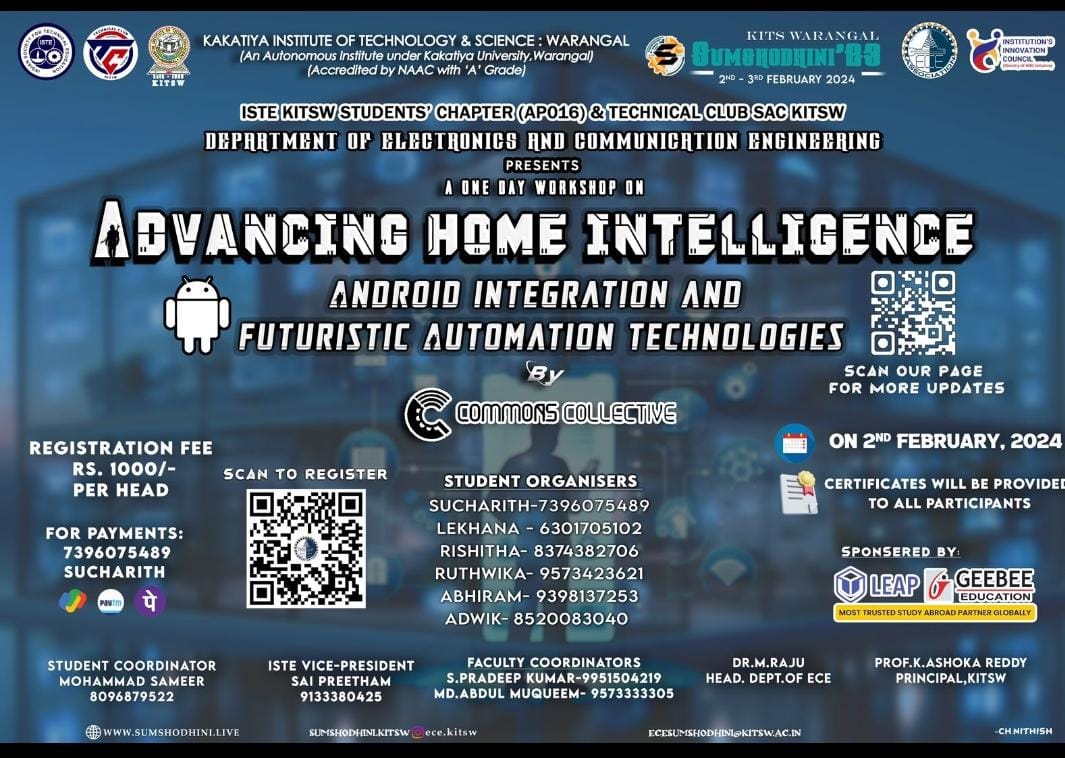 KAKATIYA INSTITUTE OF TECHNOLOGY & SCIENCE : WARANGAL
(An Autonomous Institute under Kakatiya University,Warangal)
(Accredited by NAAC with 'A' Grade)
KITSW
KITS WARANGAL
SUMSHODHINI'23
2ND - 3RD FEBRUARY 2024
INSTITUTION'S
INNOVATION
COUNCIL
ISTE KITSW STUDENTS' CHAPTER (AP016) & TECHNICAL CLUB SAC KITSW
DEPARTMENT OF ELECTRONICS AND COMMUNICATION ENGINEERING
PRESENTS
A ONE DAY WORKSHOP ON
ADVANCING HOME INTELLIGENCE
ANDROID INTEGRATION AND
FUTURISTIC AUTOMATION TECHNOLOGIES
By
COMMONS COLLECTIVE
SCAN OUR PAGE
FOR MORE UPDATES
REGISTRATION FEE
RS. 1000/-
PER HEAD
FOR PAYMENTS:
7396075489
SUCHARITH
Paytm
पे
SCAN TO REGISTER
STUDENT ORGANISERS
SUCHARITH-7396075489
LEKHANA - 6301705102
RISHITHA- 8374382706
RUTHWIKA- 9573423621
ABHIRAM- 9398137253
ADWIK- 8520083040
ON 2ND FEBRUARY, 2024
CERTIFICATES WILL BE PROVIDED
TO ALL PARTICIPANTS
SPONSERED BY:
LEAP
GEEBEE
EDUCATION
MOST TRUSTED STUDY ABROAD PARTNER GLOBALLY
STUDENT COORDINATOR
MOHAMMAD SAMEER
8096879522
ISTE VICE-PRESIDENT
SAI PREETHAM
9133380425
FACULTY COORDINATORS
S.PRADEEP KUMAR-9951504219
MD.ABDUL MUQUEEM- 9573333305
DR.M.RAJU
HEAD. DEPT.OF ECE
PROF.K.ASHOKA REDDY
PRINCIPAL,KITSW
WWW.SUMSHODHINI.LIVE
SUMSHODHINI.KITSW
ece.kitsw
ECESUMSHODHINI@KITSW.AC.IN
-CH.NITHISH